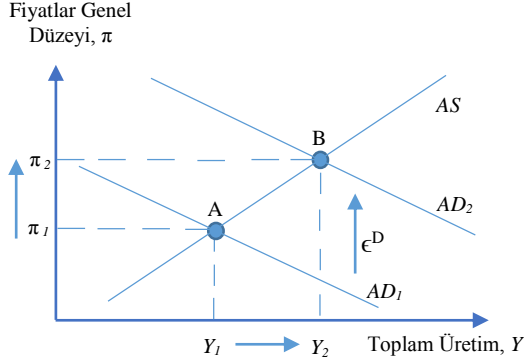 Fiyatlar Genel
Düzeyi, π
AS
B
π2
A
AD2
π1
ϵD
AD1
Y1
Y2
Toplam Üretim, Y